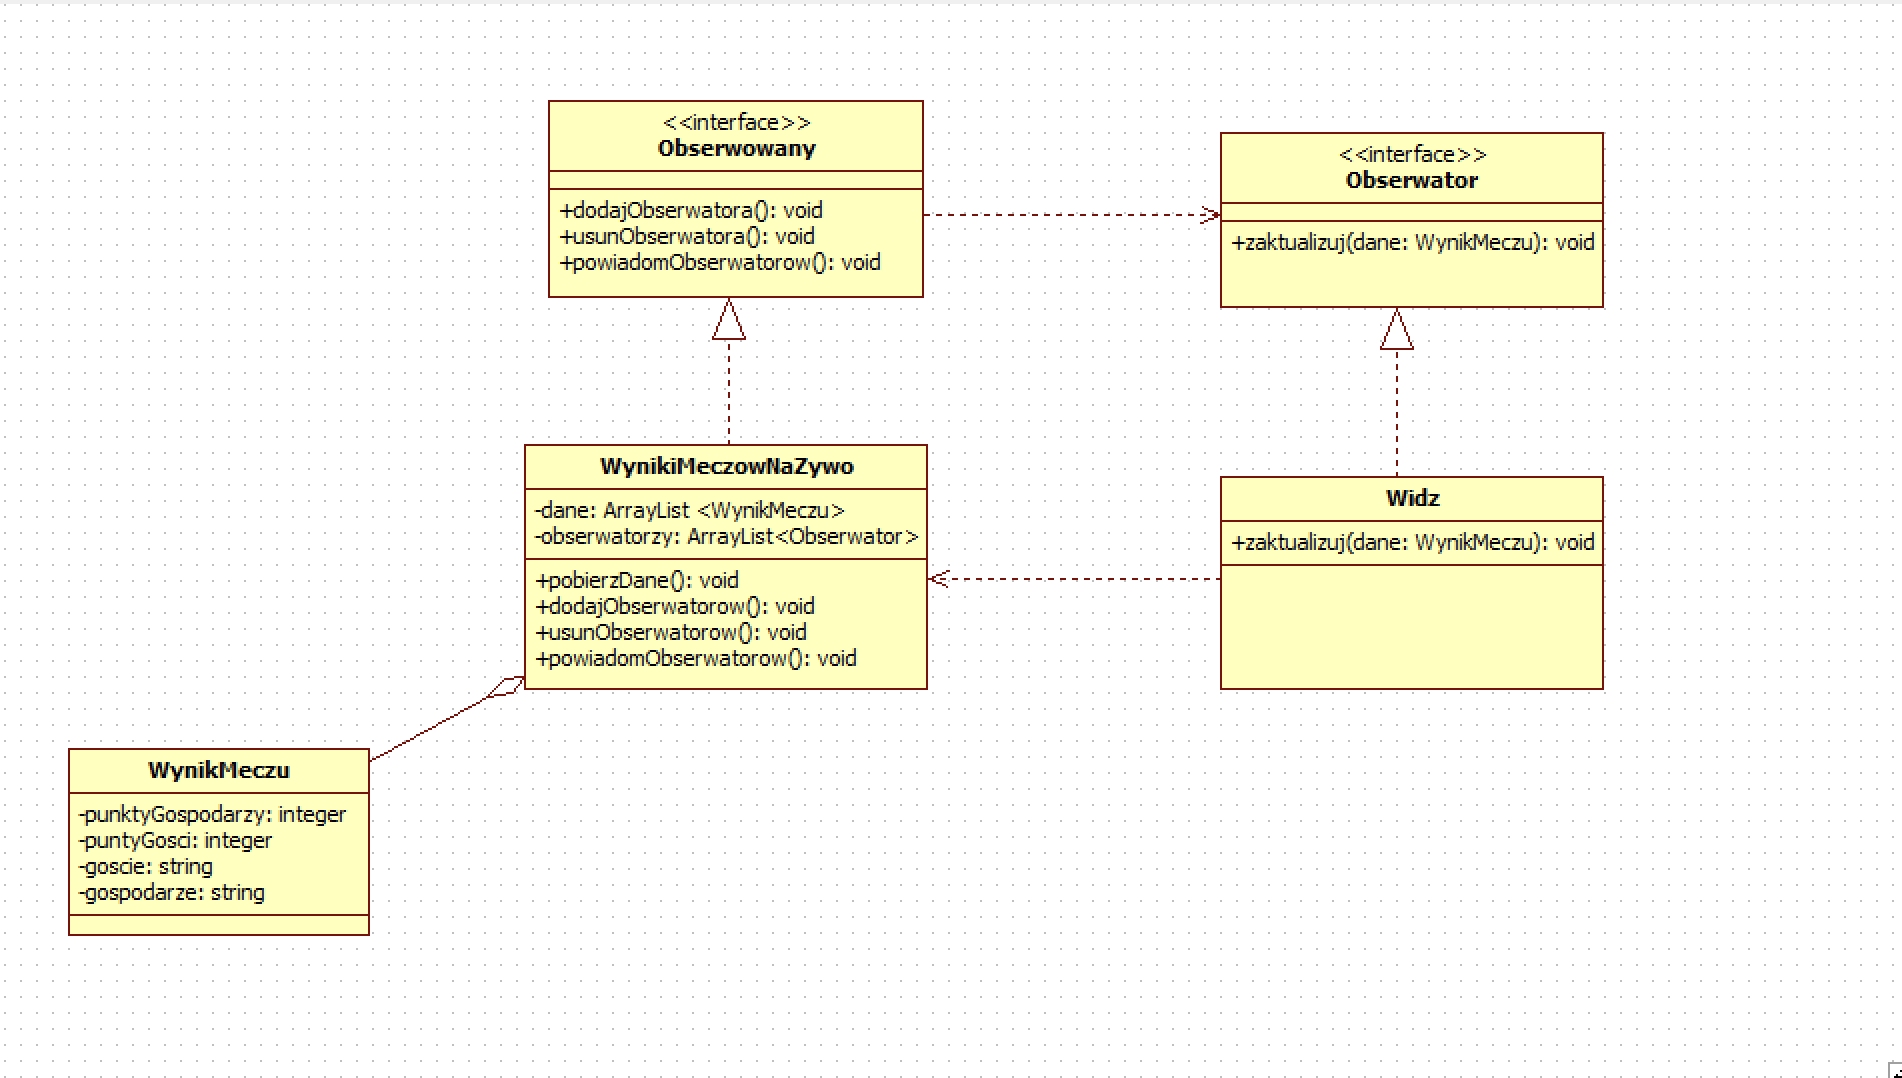 <<interface>>
Obserwowany
+dodajObserwatora(): void
+usunObserwatora(): void
+powiadomObserwatorow(): void
<<interface>>
Obserwator
+zaktualizuj(dane: WynikMeczu): void
WynikiMeczowNaZywo
-dane: ArrayList <WynikMeczu>
-obserwatorzy: ArrayList<Obserwator>
+pobierzDane(): void
+dodajObserwatorow(): void
+usunObserwatorow(): void
+powiadomObserwatorow(): void
Widz
+zaktualizuj(dane: WynikMeczu): void
WynikMeczu
-punktyGospodarzy: integer
-puntyGosci: integer
-goscie: string
-gospodarze: string